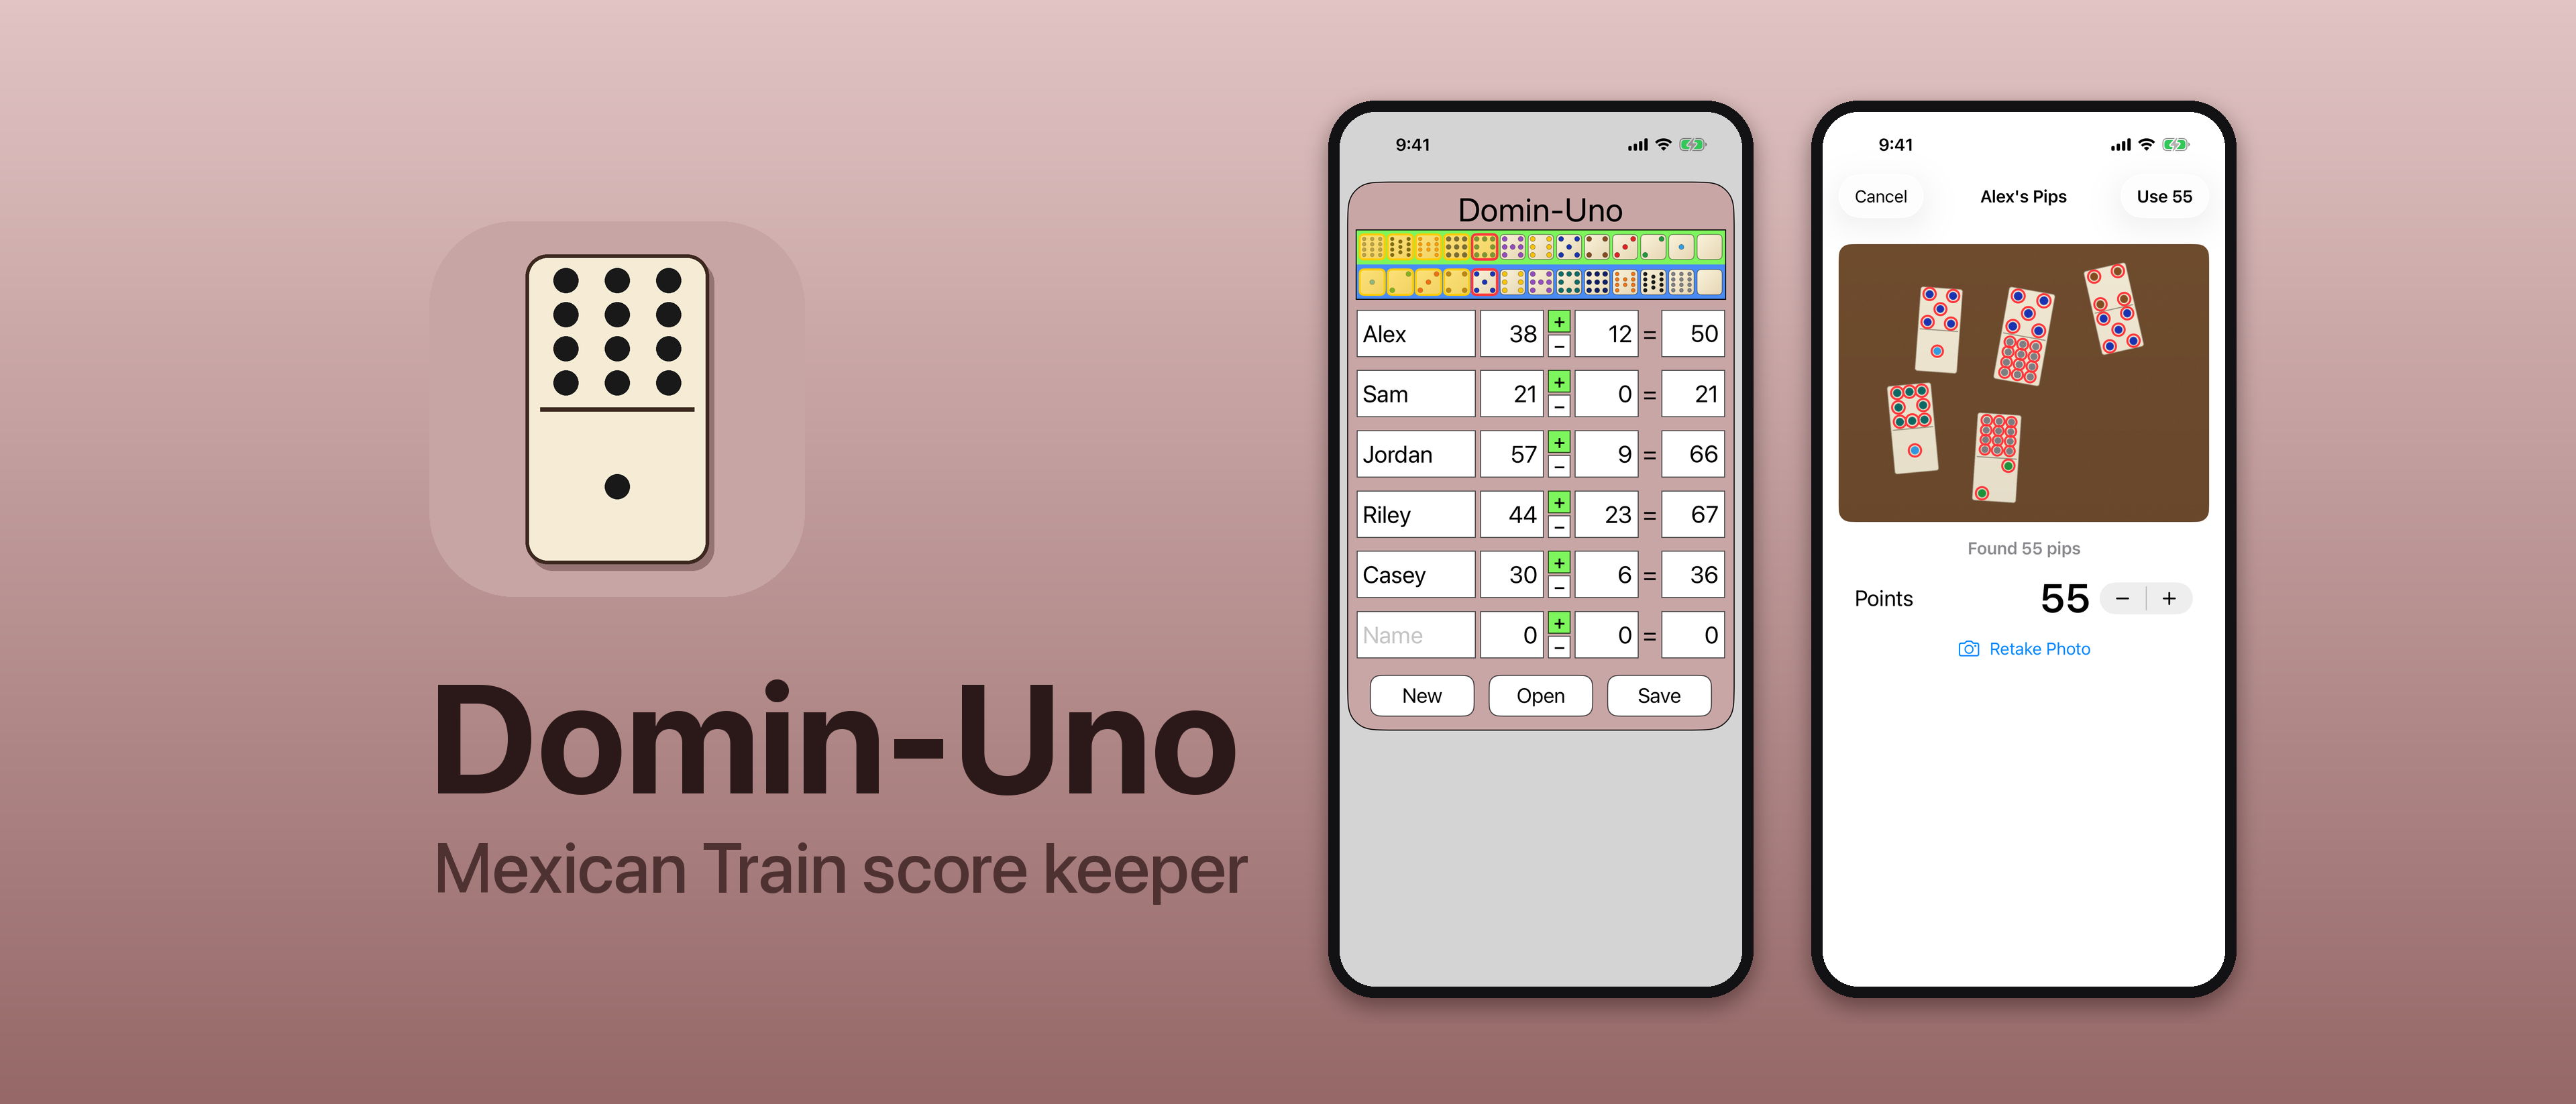 Domin-Uno
Mexican Train score keeper
9:41
Domin-Uno
Alex 38 + − 12 = 50
Sam 21 + − 0 = 21
Jordan 57 + − 9 = 66
Riley 44 + − 23 = 67
Casey 30 + − 6 = 36
Name 0 + − 0 = 0
New Open Save
9:41
Cancel Alex's Pips Use 55
Found 55 pips
Points 55 − +
Retake Photo